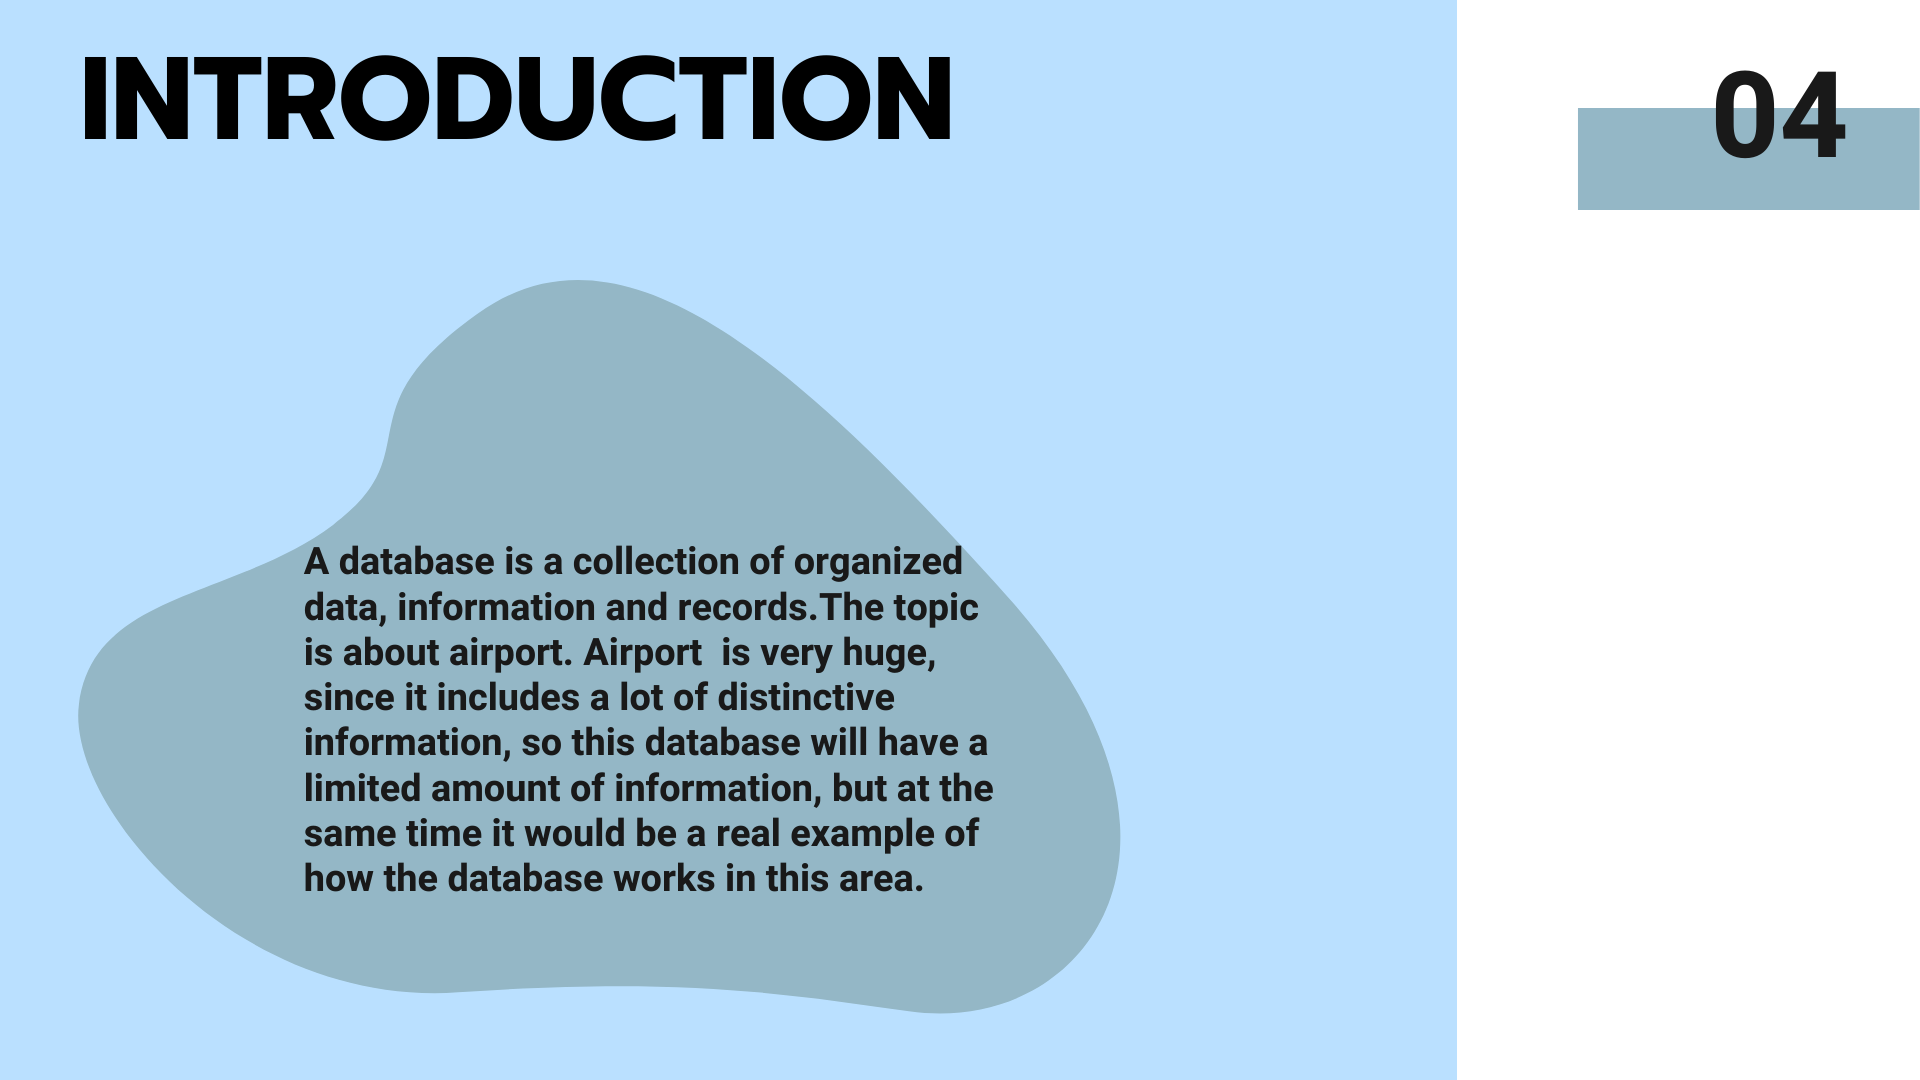 INTRODUCTION
04
A database is a collection of organized
data, information and records.The topic
is about airport. Airport  is very huge,
since it includes a lot of distinctive
information, so this database will have a
limited amount of information, but at the
same time it would be a real example of
how the database works in this area.